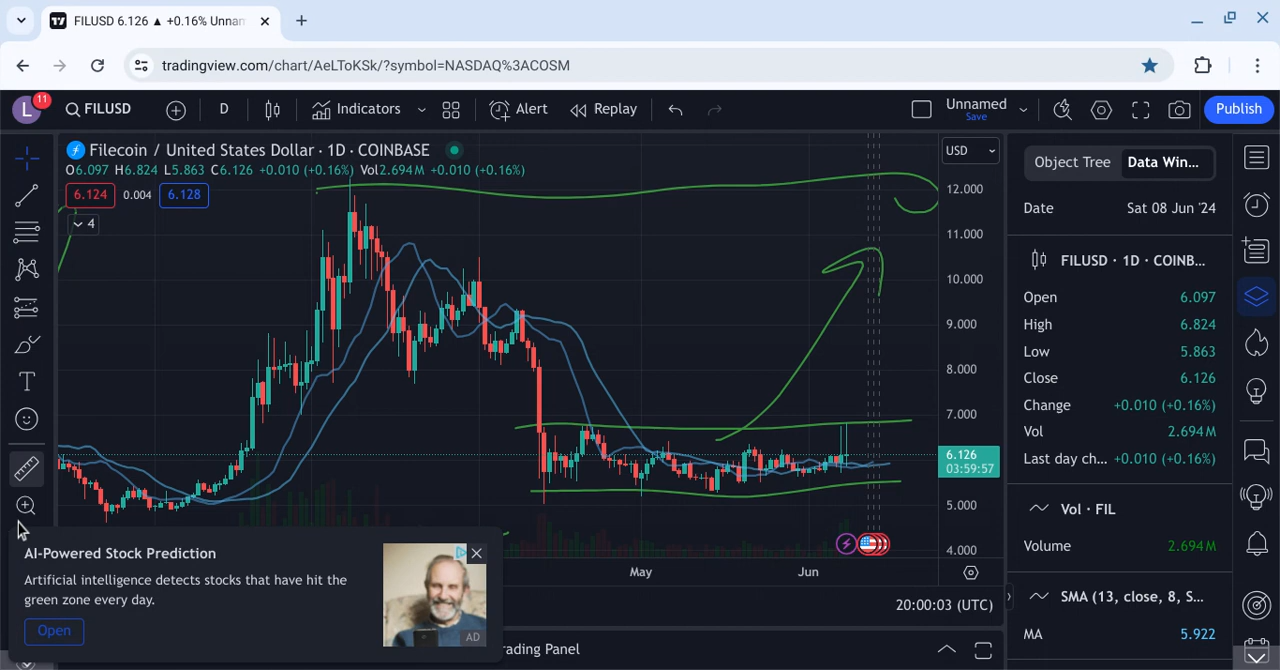 FILUSD 6.126 ▲ +0.16% Unnan
tradingview.com/chart/AeLToKSk/?symbol=NASDAQ%3ACOSM
L 11 FILUSD D Indicators Alert Replay Unnamed Save Publish
Filecoin / United States Dollar · 1D · COINBASE
O6.097 H6.824 L5.863 C6.126 +0.010 (+0.16%) Vol2.694M +0.010 (+0.16%)
6.124 0.004 6.128
4
USD
12.000
11.000
10.000
9.000
8.000
7.000
6.126
03:59:57
5.000
4.000
May Jun
20:00:03 (UTC)
rading Panel
AI-Powered Stock Prediction
Artificial intelligence detects stocks that have hit the
green zone every day.
Open
AD
Object Tree Data Win...
Date Sat 08 Jun '24
FILUSD · 1D · COINB...
Open 6.097
High 6.824
Low 5.863
Close 6.126
Change +0.010 (+0.16%)
Vol 2.694M
Last day ch... +0.010 (+0.16%)
Vol · FIL
Volume 2.694M
SMA (13, close, 8, S...
MA 5.922